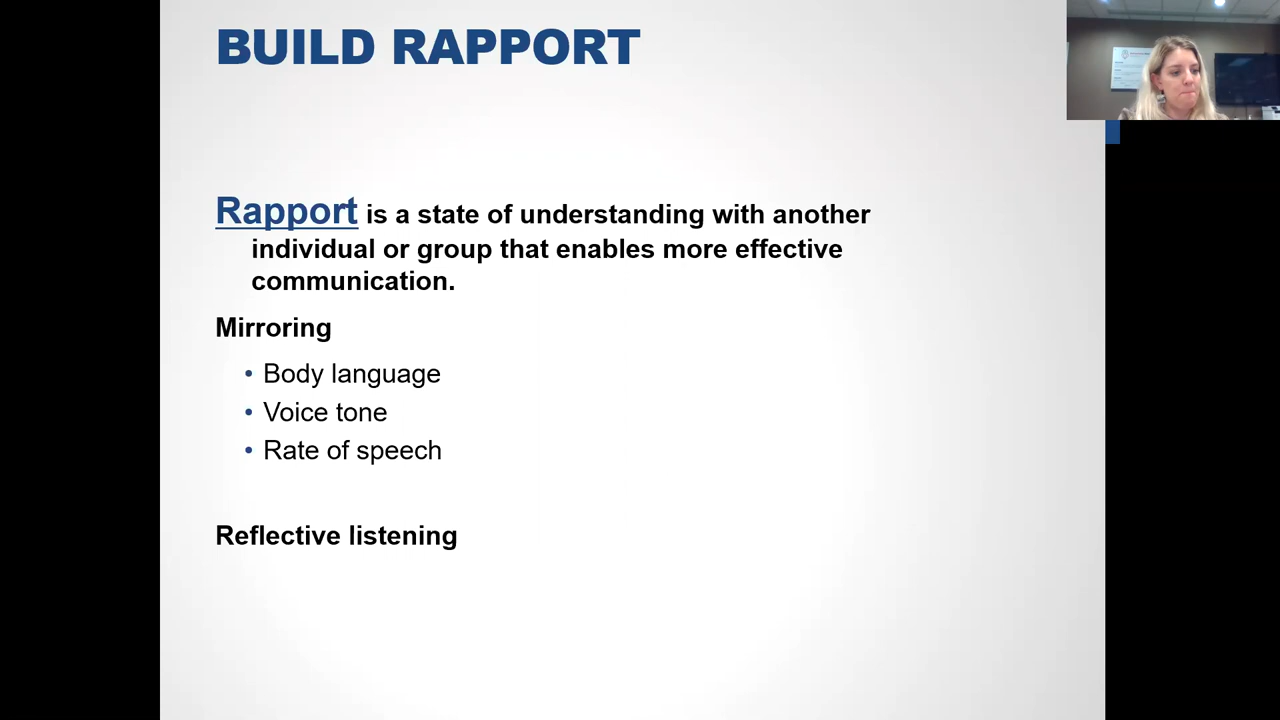 BUILD RAPPORT
Rapport is a state of understanding with another
individual or group that enables more effective
communication.
Mirroring
• Body language
• Voice tone
• Rate of speech
Reflective listening